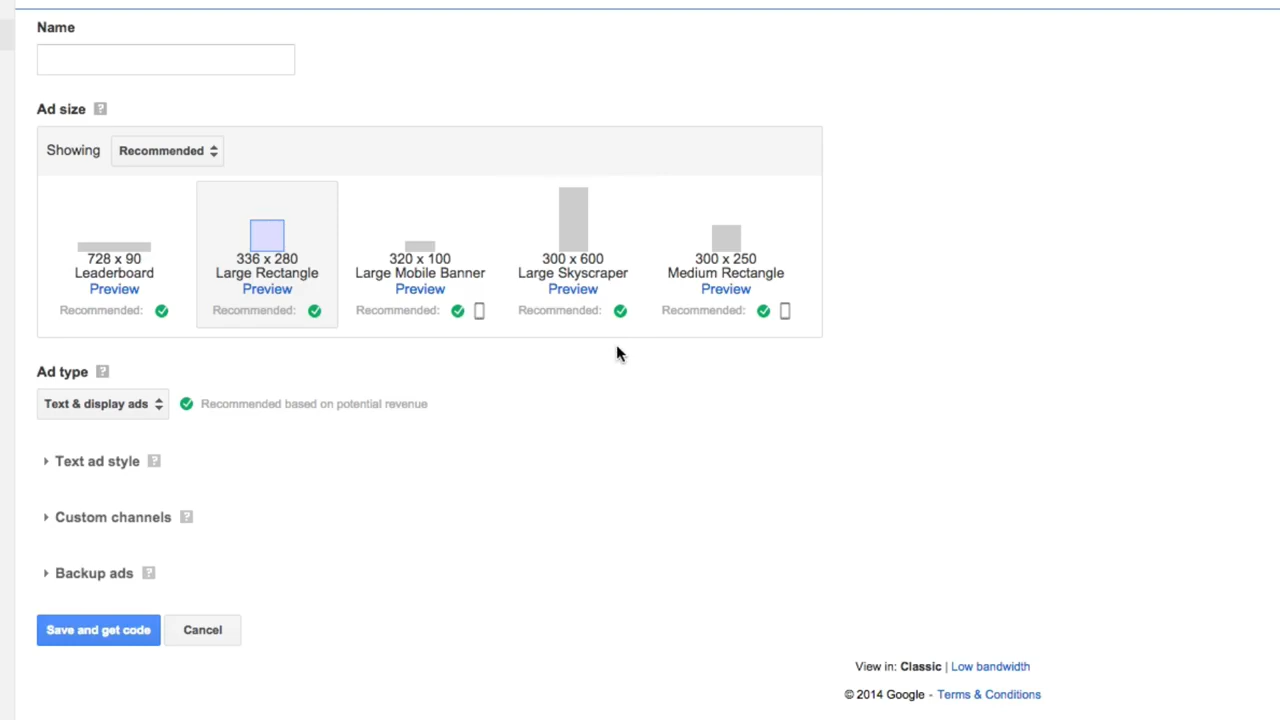 Name
Ad size ?
Showing Recommended
728 x 90
Leaderboard
Preview
Recommended:
336 x 280
Large Rectangle
Preview
Recommended:
320 x 100
Large Mobile Banner
Preview
Recommended:
300 x 600
Large Skyscraper
Preview
Recommended:
300 x 250
Medium Rectangle
Preview
Recommended:
Ad type ?
Text & display ads Recommended based on potential revenue
Text ad style ?
Custom channels ?
Backup ads ?
Save and get code Cancel
View in: Classic | Low bandwidth
© 2014 Google - Terms & Conditions